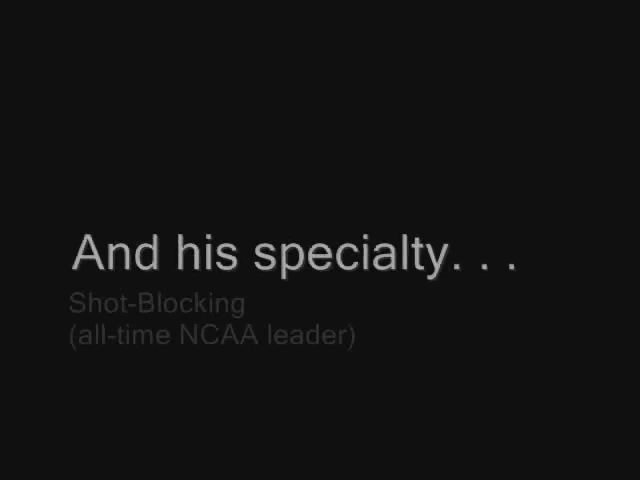 And his specialty. . .
Shot-Blocking
(all-time NCAA leader)